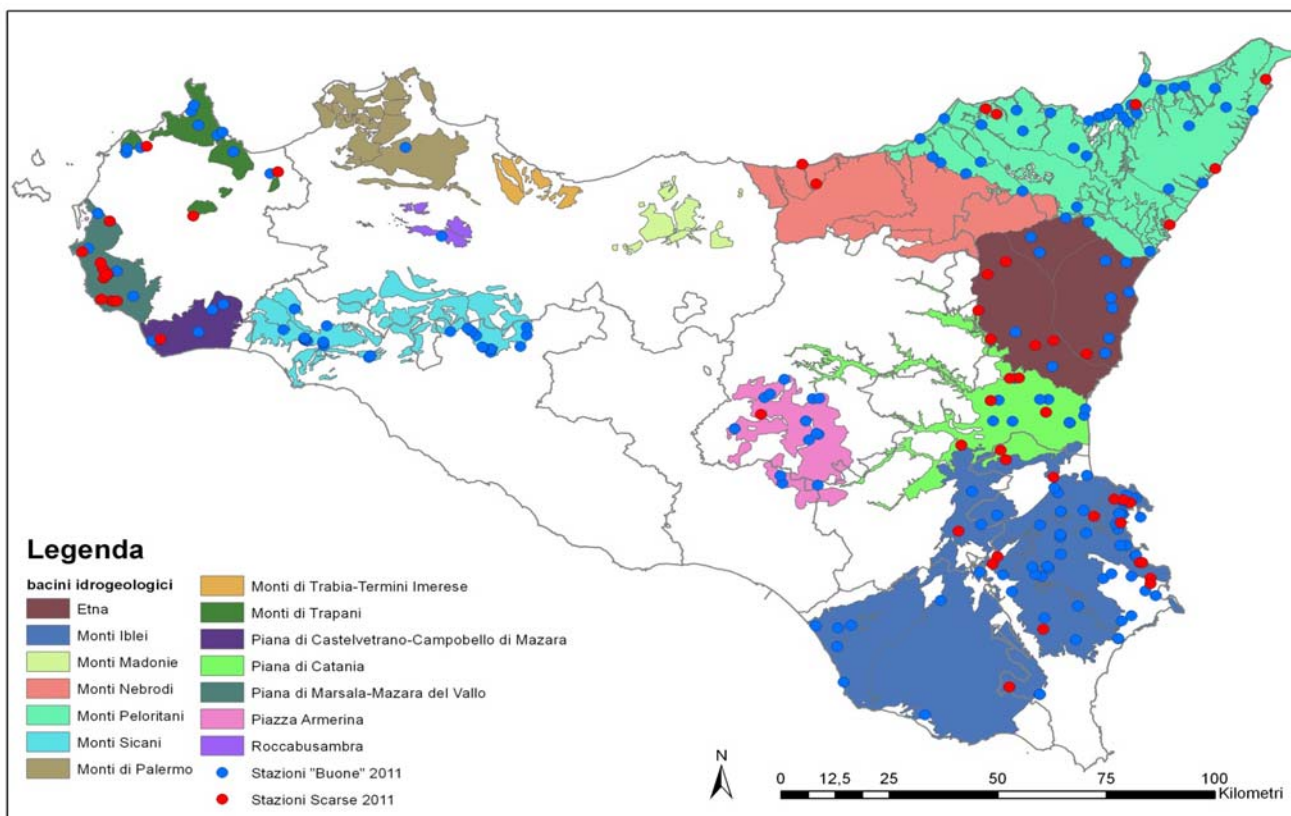 Legenda
bacini idrogeologici
Etna
Monti Iblei
Monti Madonie
Monti Nebrodi
Monti Peloritani
Monti Sicani
Monti di Palermo
Monti di Trabia-Termini Imerese
Monti di Trapani
Piana di Castelvetrano-Campobello di Mazara
Piana di Catania
Piana di Marsala-Mazara del Vallo
Piazza Armerina
Roccabusambra
Stazioni "Buone" 2011
Stazioni Scarse 2011
N
0 12,5 25 50 75 100
Kilometri